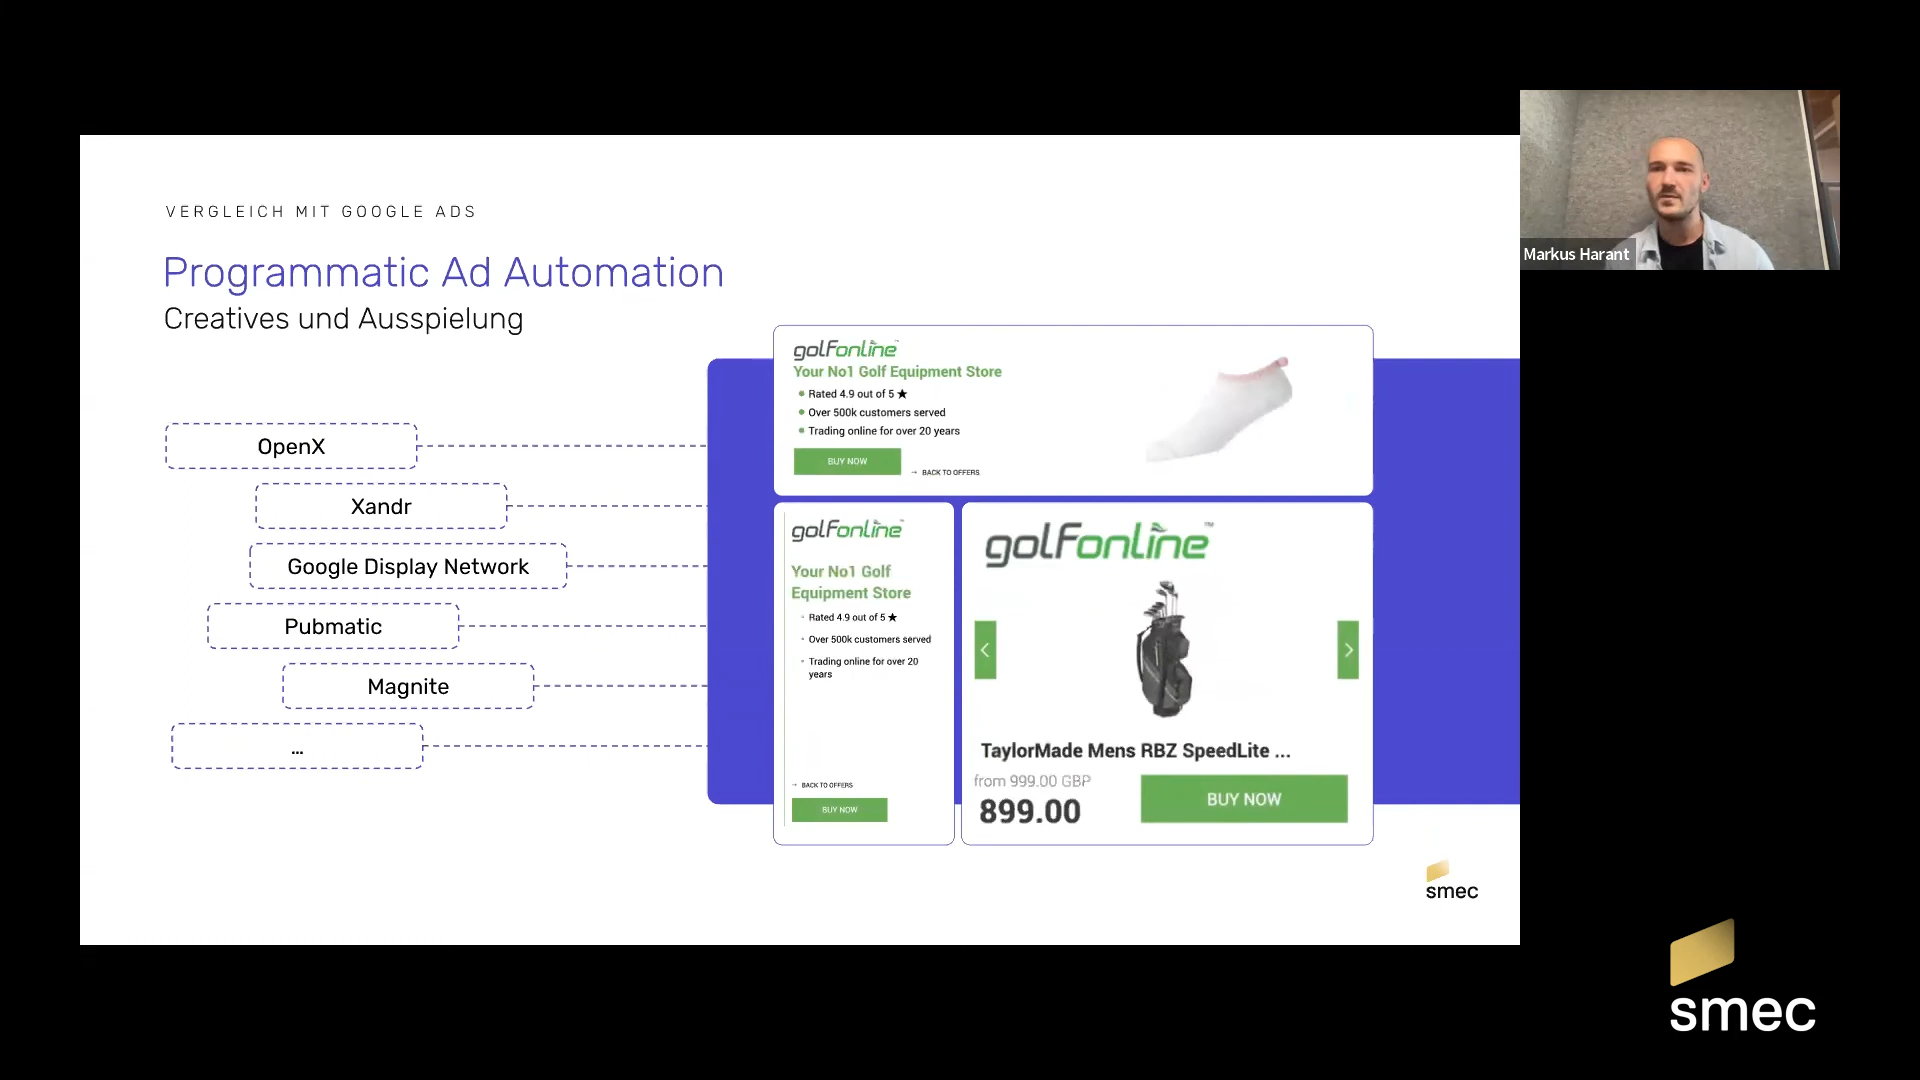 VERGLEICH MIT GOOGLE ADS
Programmatic Ad Automation
Creatives und Ausspielung
OpenX
Xandr
Google Display Network
Pubmatic
Magnite
...
golfonline™
Your No1 Golf Equipment Store
Rated 4.9 out of 5 ★
Over 500k customers served
Trading online for over 20 years
BUY NOW
→ BACK TO OFFERS
golfonline™
Your No1 Golf
Equipment Store
Rated 4.9 out of 5 ★
Over 500k customers served
Trading online for over 20
years
→ BACK TO OFFERS
BUY NOW
golfonline™
TaylorMade Mens RBZ SpeedLite ...
from 999.00 GBP
899.00
BUY NOW
smec
Markus Harant
smec